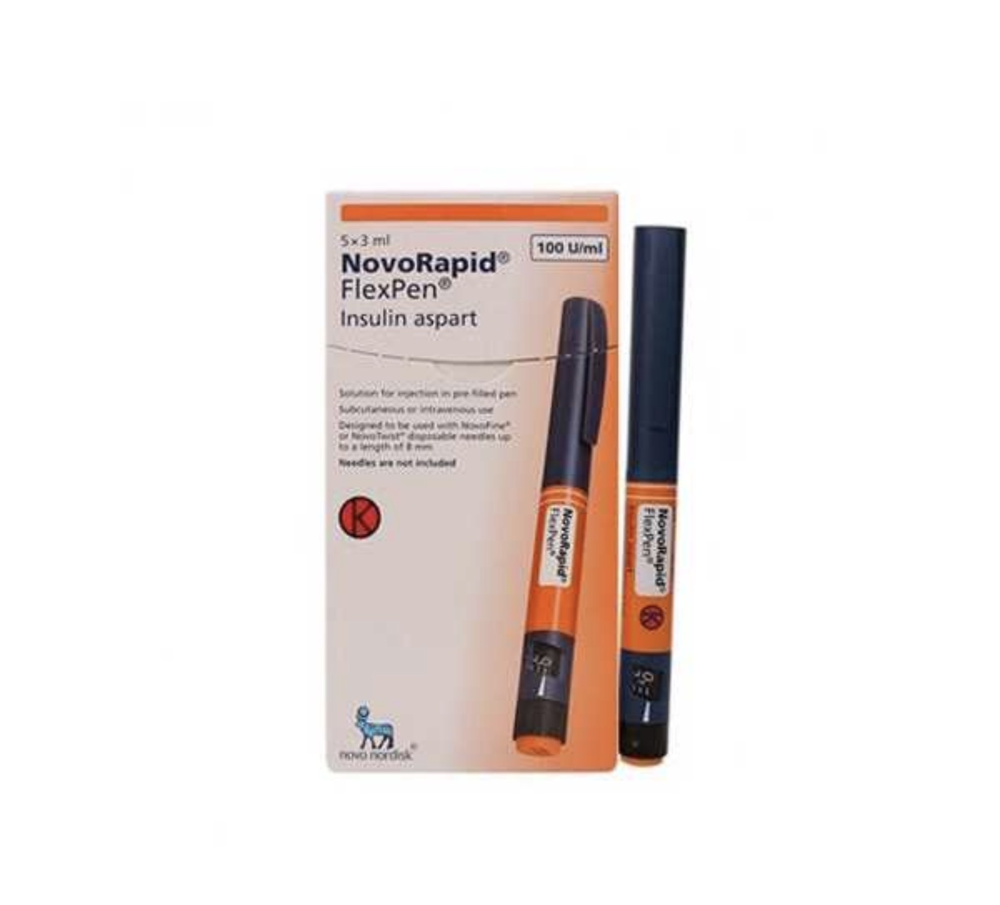 5×3 ml
NovoRapid®
FlexPen®
Insulin aspart
100 U/ml
Solution for injection in pre-filled pen
Subcutaneous or intravenous use
Designed to be used with NovoFine®
or NovoTwist® disposable needles up
to a length of 8 mm
Needles are not included
K
NovoRapid®
FlexPen®
novo nordisk®
NovoRapid®
FlexPen®
K